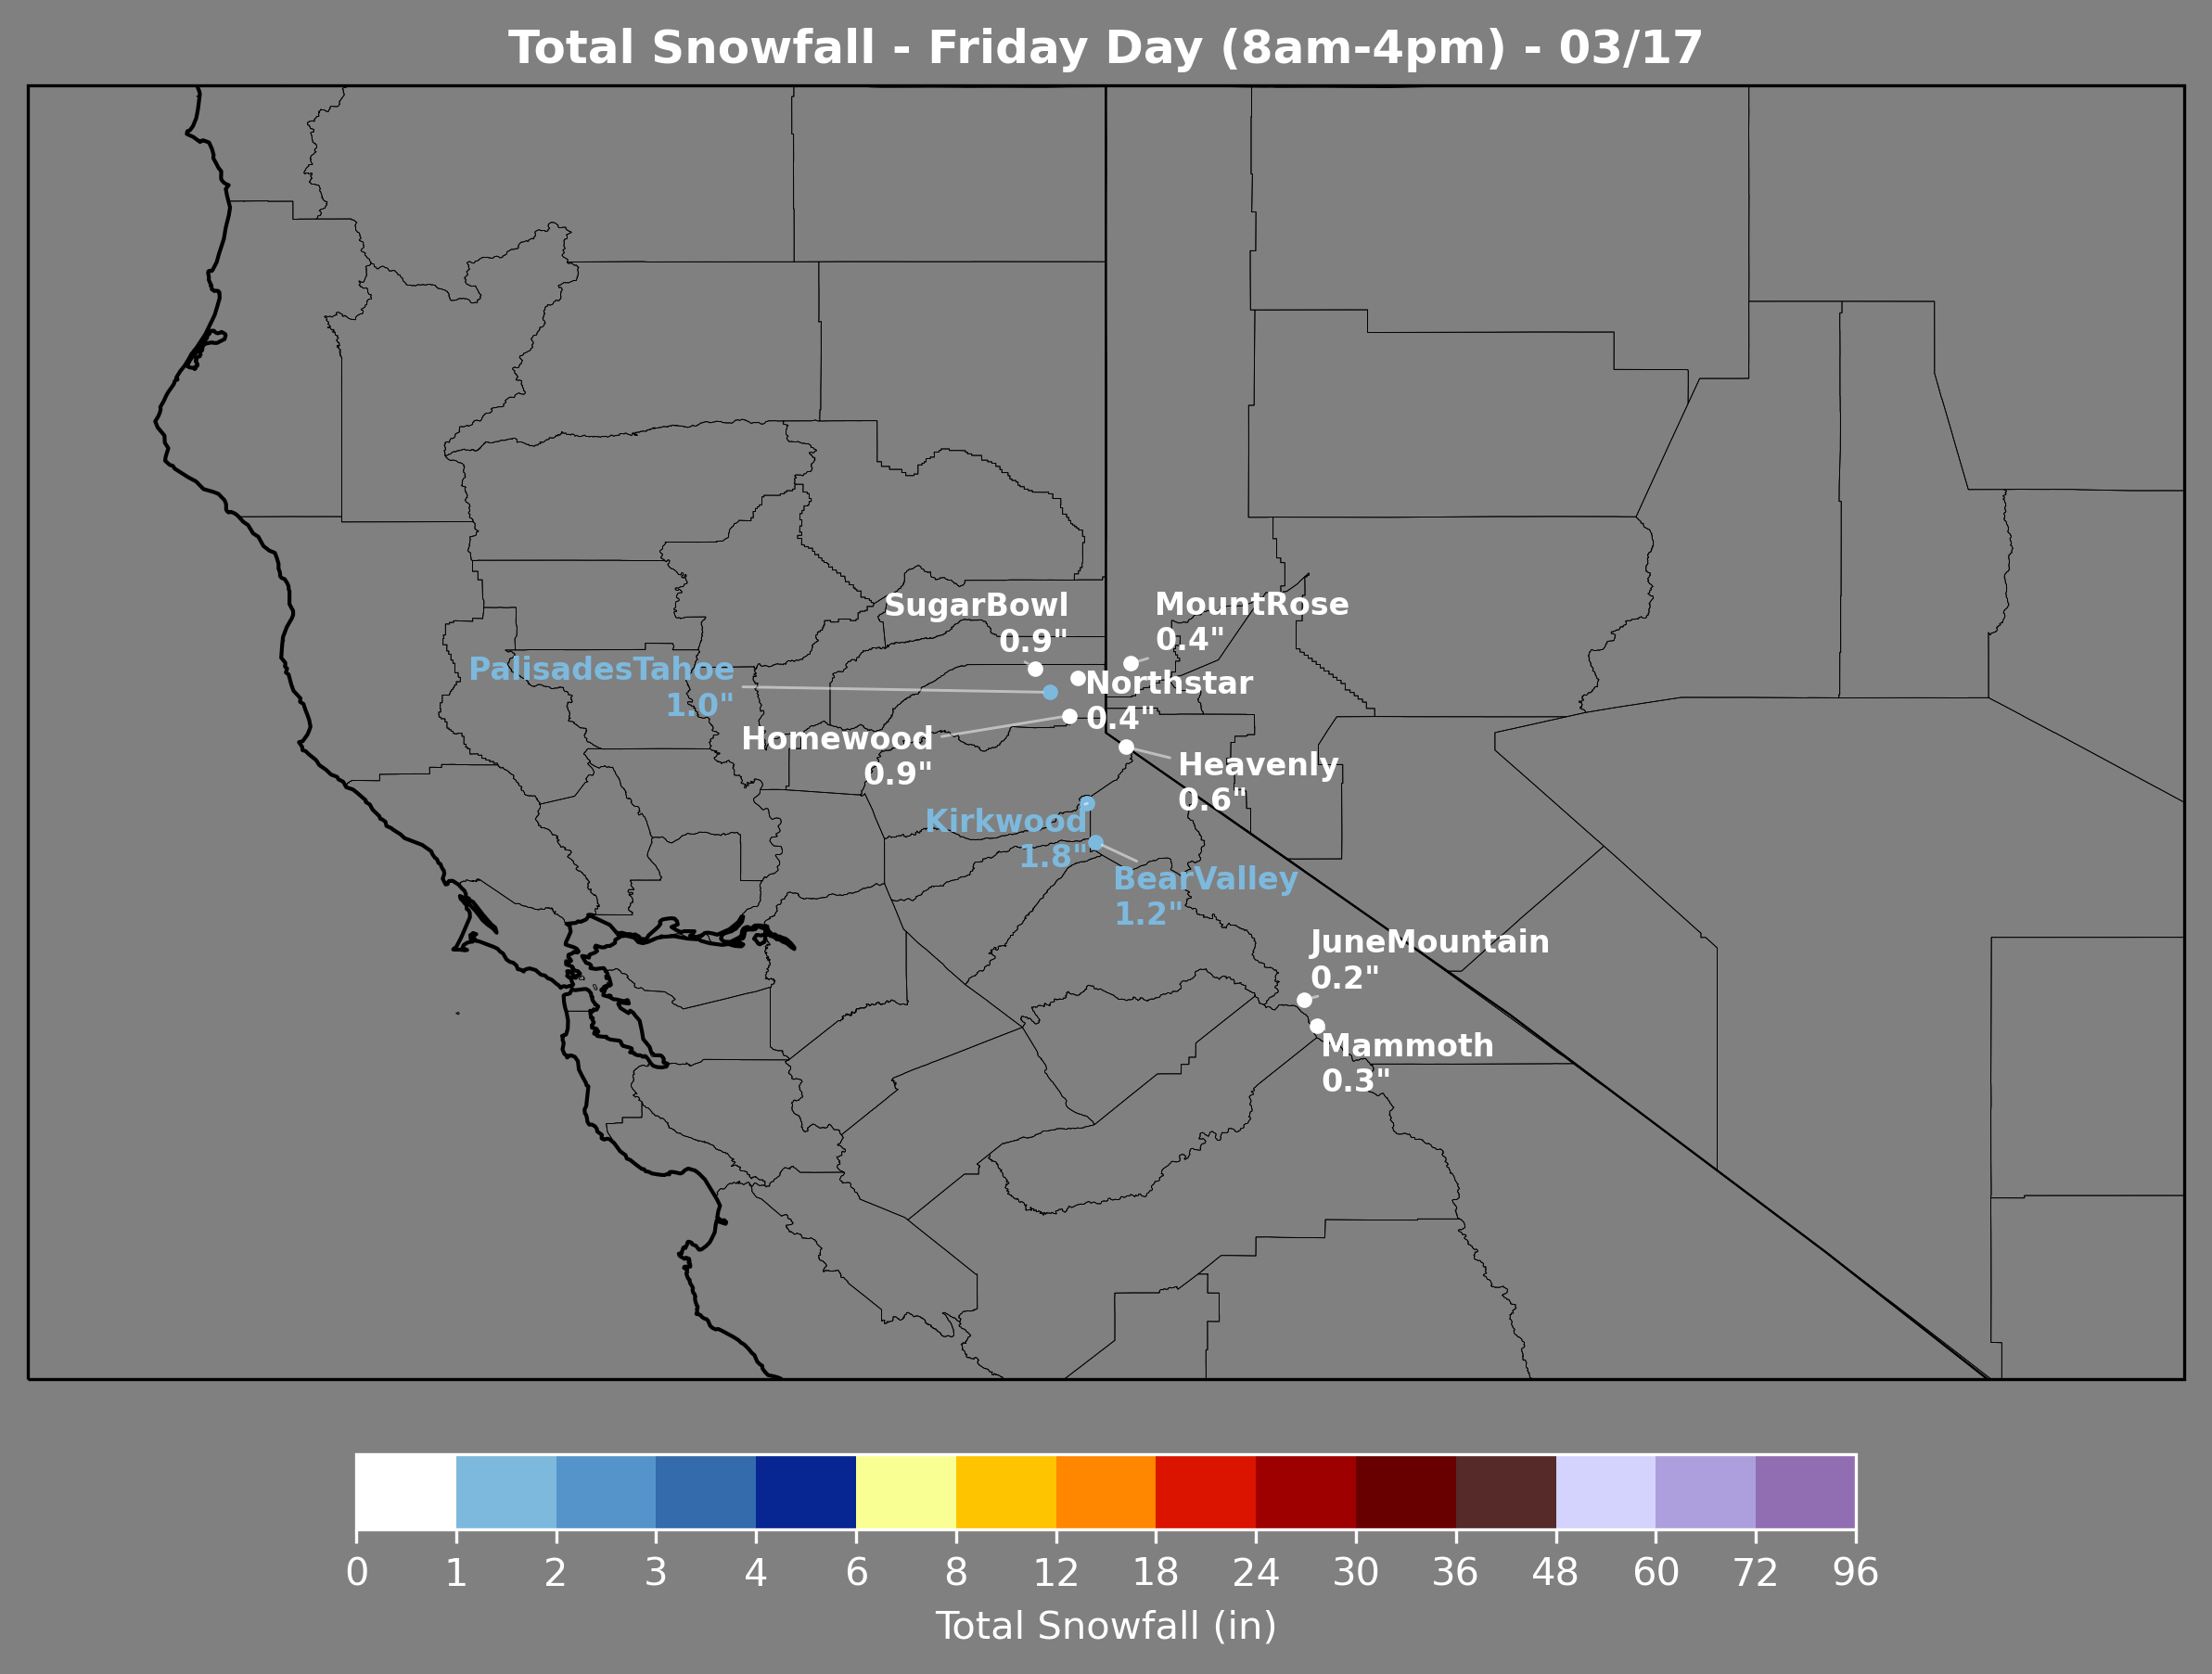 Total Snowfall - Friday Day (8am-4pm) - 03/17
SugarBowl
0.9"
MountRose
0.4"
PalisadesTahoe
1.0"
Northstar
0.4"
Homewood
0.9"
Heavenly
0.6"
Kirkwood
1.8"
BearValley
1.2"
JuneMountain
0.2"
Mammoth
0.3"
0 1 2 3 4 6 8 12 18 24 30 36 48 60 72 96
Total Snowfall (in)